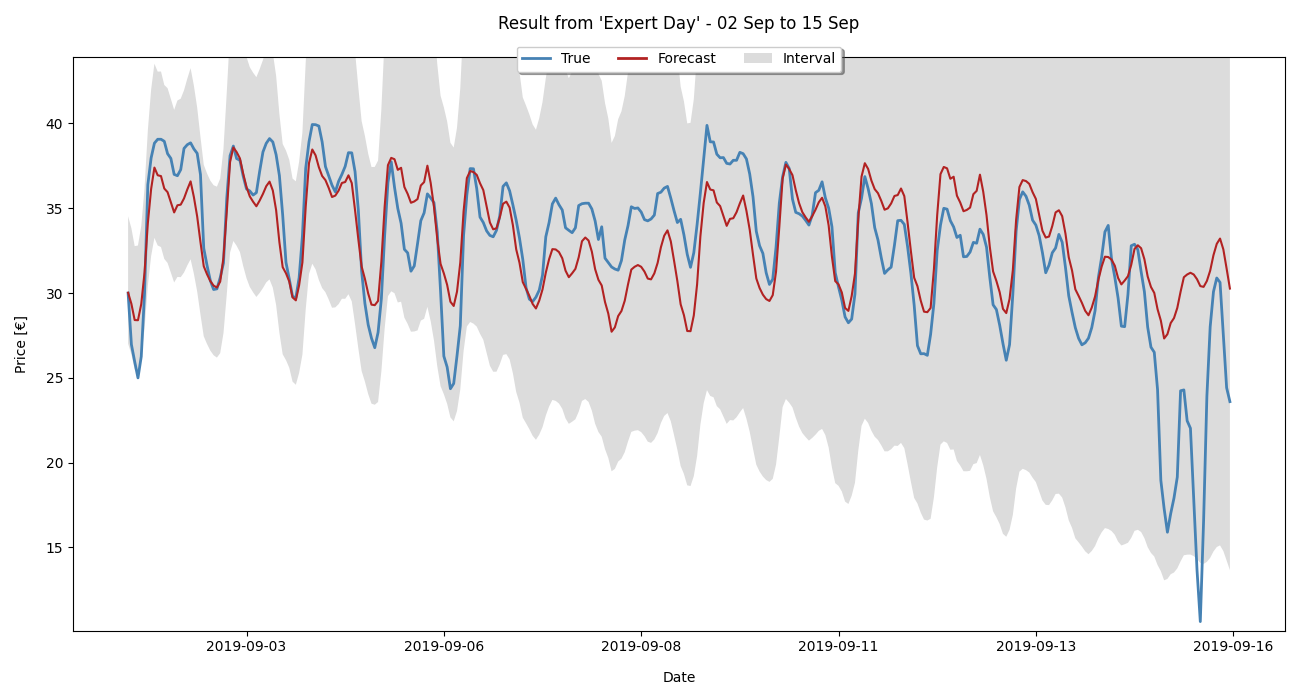 Result from 'Expert Day' - 02 Sep to 15 Sep
True Forecast Interval
Price [€]
40
35
30
25
20
15
2019-09-03 2019-09-06 2019-09-08 2019-09-11 2019-09-13 2019-09-16
Date